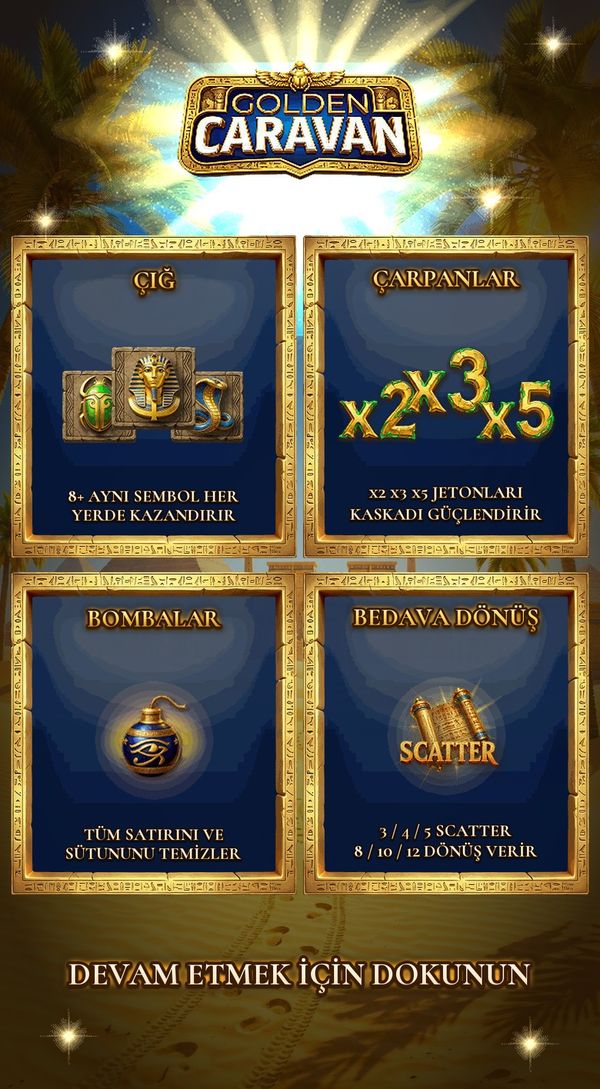 GOLDEN
CARAVAN
ÇIĞ
8+ AYNI SEMBOL HER
YERDE KAZANDIRIR
ÇARPANLAR
x2 x3 x5
x2 x3 x5 JETONLARI
KASKADI GÜÇLENDİRİR
BOMBALAR
TÜM SATIRINI VE
SÜTUNUNU TEMİZLER
BEDAVA DÖNÜŞ
SCATTER
3 / 4 / 5 SCATTER
8 / 10 / 12 DÖNÜŞ VERİR
DEVAM ETMEK İÇİN DOKUNUN